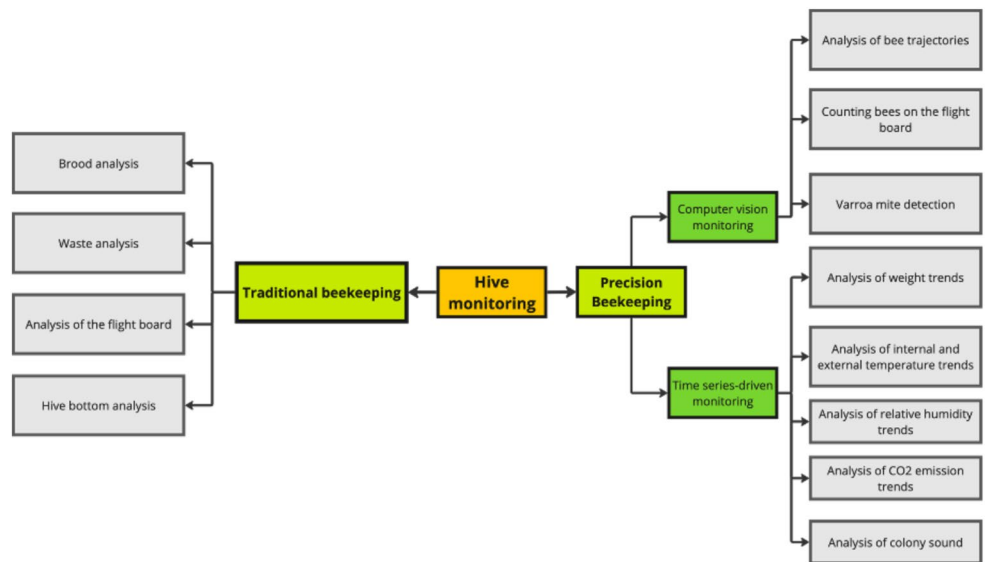 Brood analysis
Waste analysis
Analysis of the flight board
Hive bottom analysis
Traditional beekeeping
Hive
monitoring
Precision
Beekeeping
Computer vision
monitoring
Time series-driven
monitoring
Analysis of bee trajectories
Counting bees on the flight
board
Varroa mite detection
Analysis of weight trends
Analysis of internal and
external temperature trends
Analysis of relative humidity
trends
Analysis of CO2 emission
trends
Analysis of colony sound